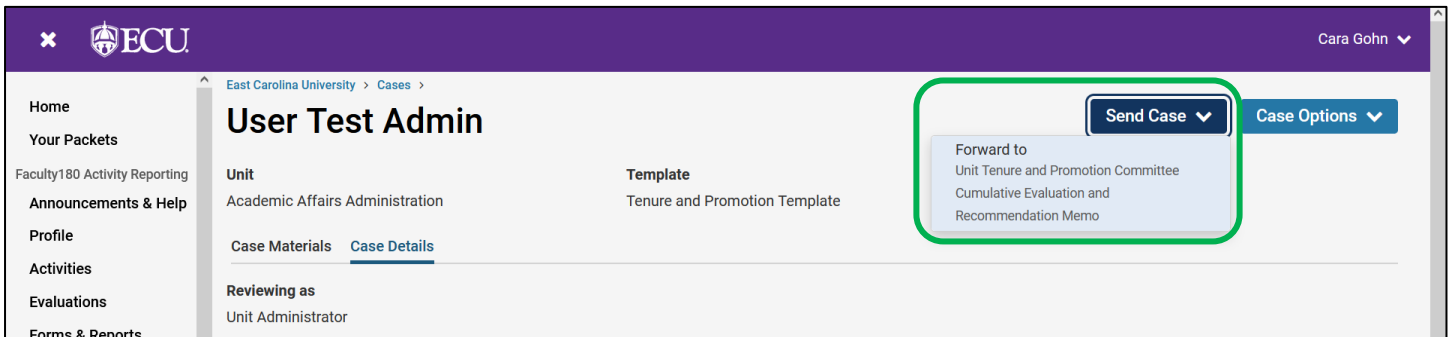 ECU
Cara Gohn
Home
Your Packets
Faculty180 Activity Reporting
Announcements & Help
Profile
Activities
Evaluations
Forms & Reports
East Carolina University > Cases >
User Test Admin
Send Case
Case Options
Forward to
Unit Tenure and Promotion Committee
Cumulative Evaluation and
Recommendation Memo
Unit
Academic Affairs Administration
Template
Tenure and Promotion Template
Case Materials
Case Details
Reviewing as
Unit Administrator